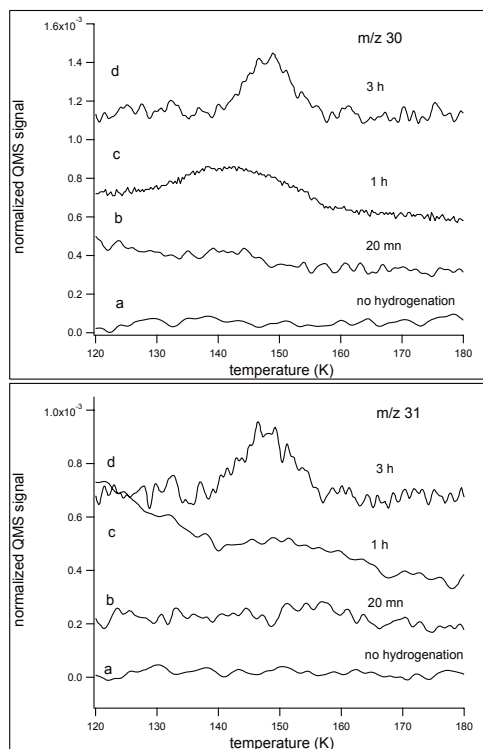 1.6x10⁻³
m/z 30
d
1.4
3 h
1.2
1.0
c
0.8
1 h
0.6
b
20 mn
0.4
no hydrogenation
0.2
a
0.0
120 130 140 150 160 170 180
temperature (K)
normalized QMS signal
1.0x10⁻³
m/z 31
d
3 h
0.8
0.6
c
1 h
0.4
b
20 mn
0.2
no hydrogenation
a
0.0
120 130 140 150 160 170 180
temperature (K)
normalized QMS signal